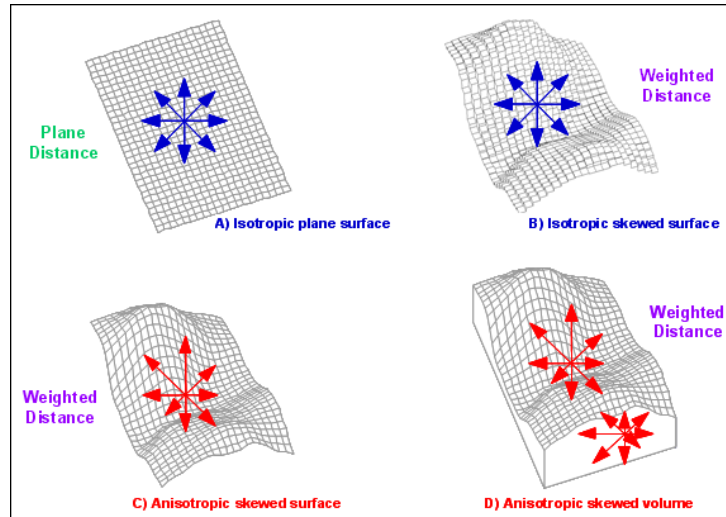 Plane
Distance
A) Isotropic plane surface
Weighted
Distance
B) Isotropic skewed surface
Weighted
Distance
C) Anisotropic skewed surface
Weighted
Distance
D) Anisotropic skewed volume